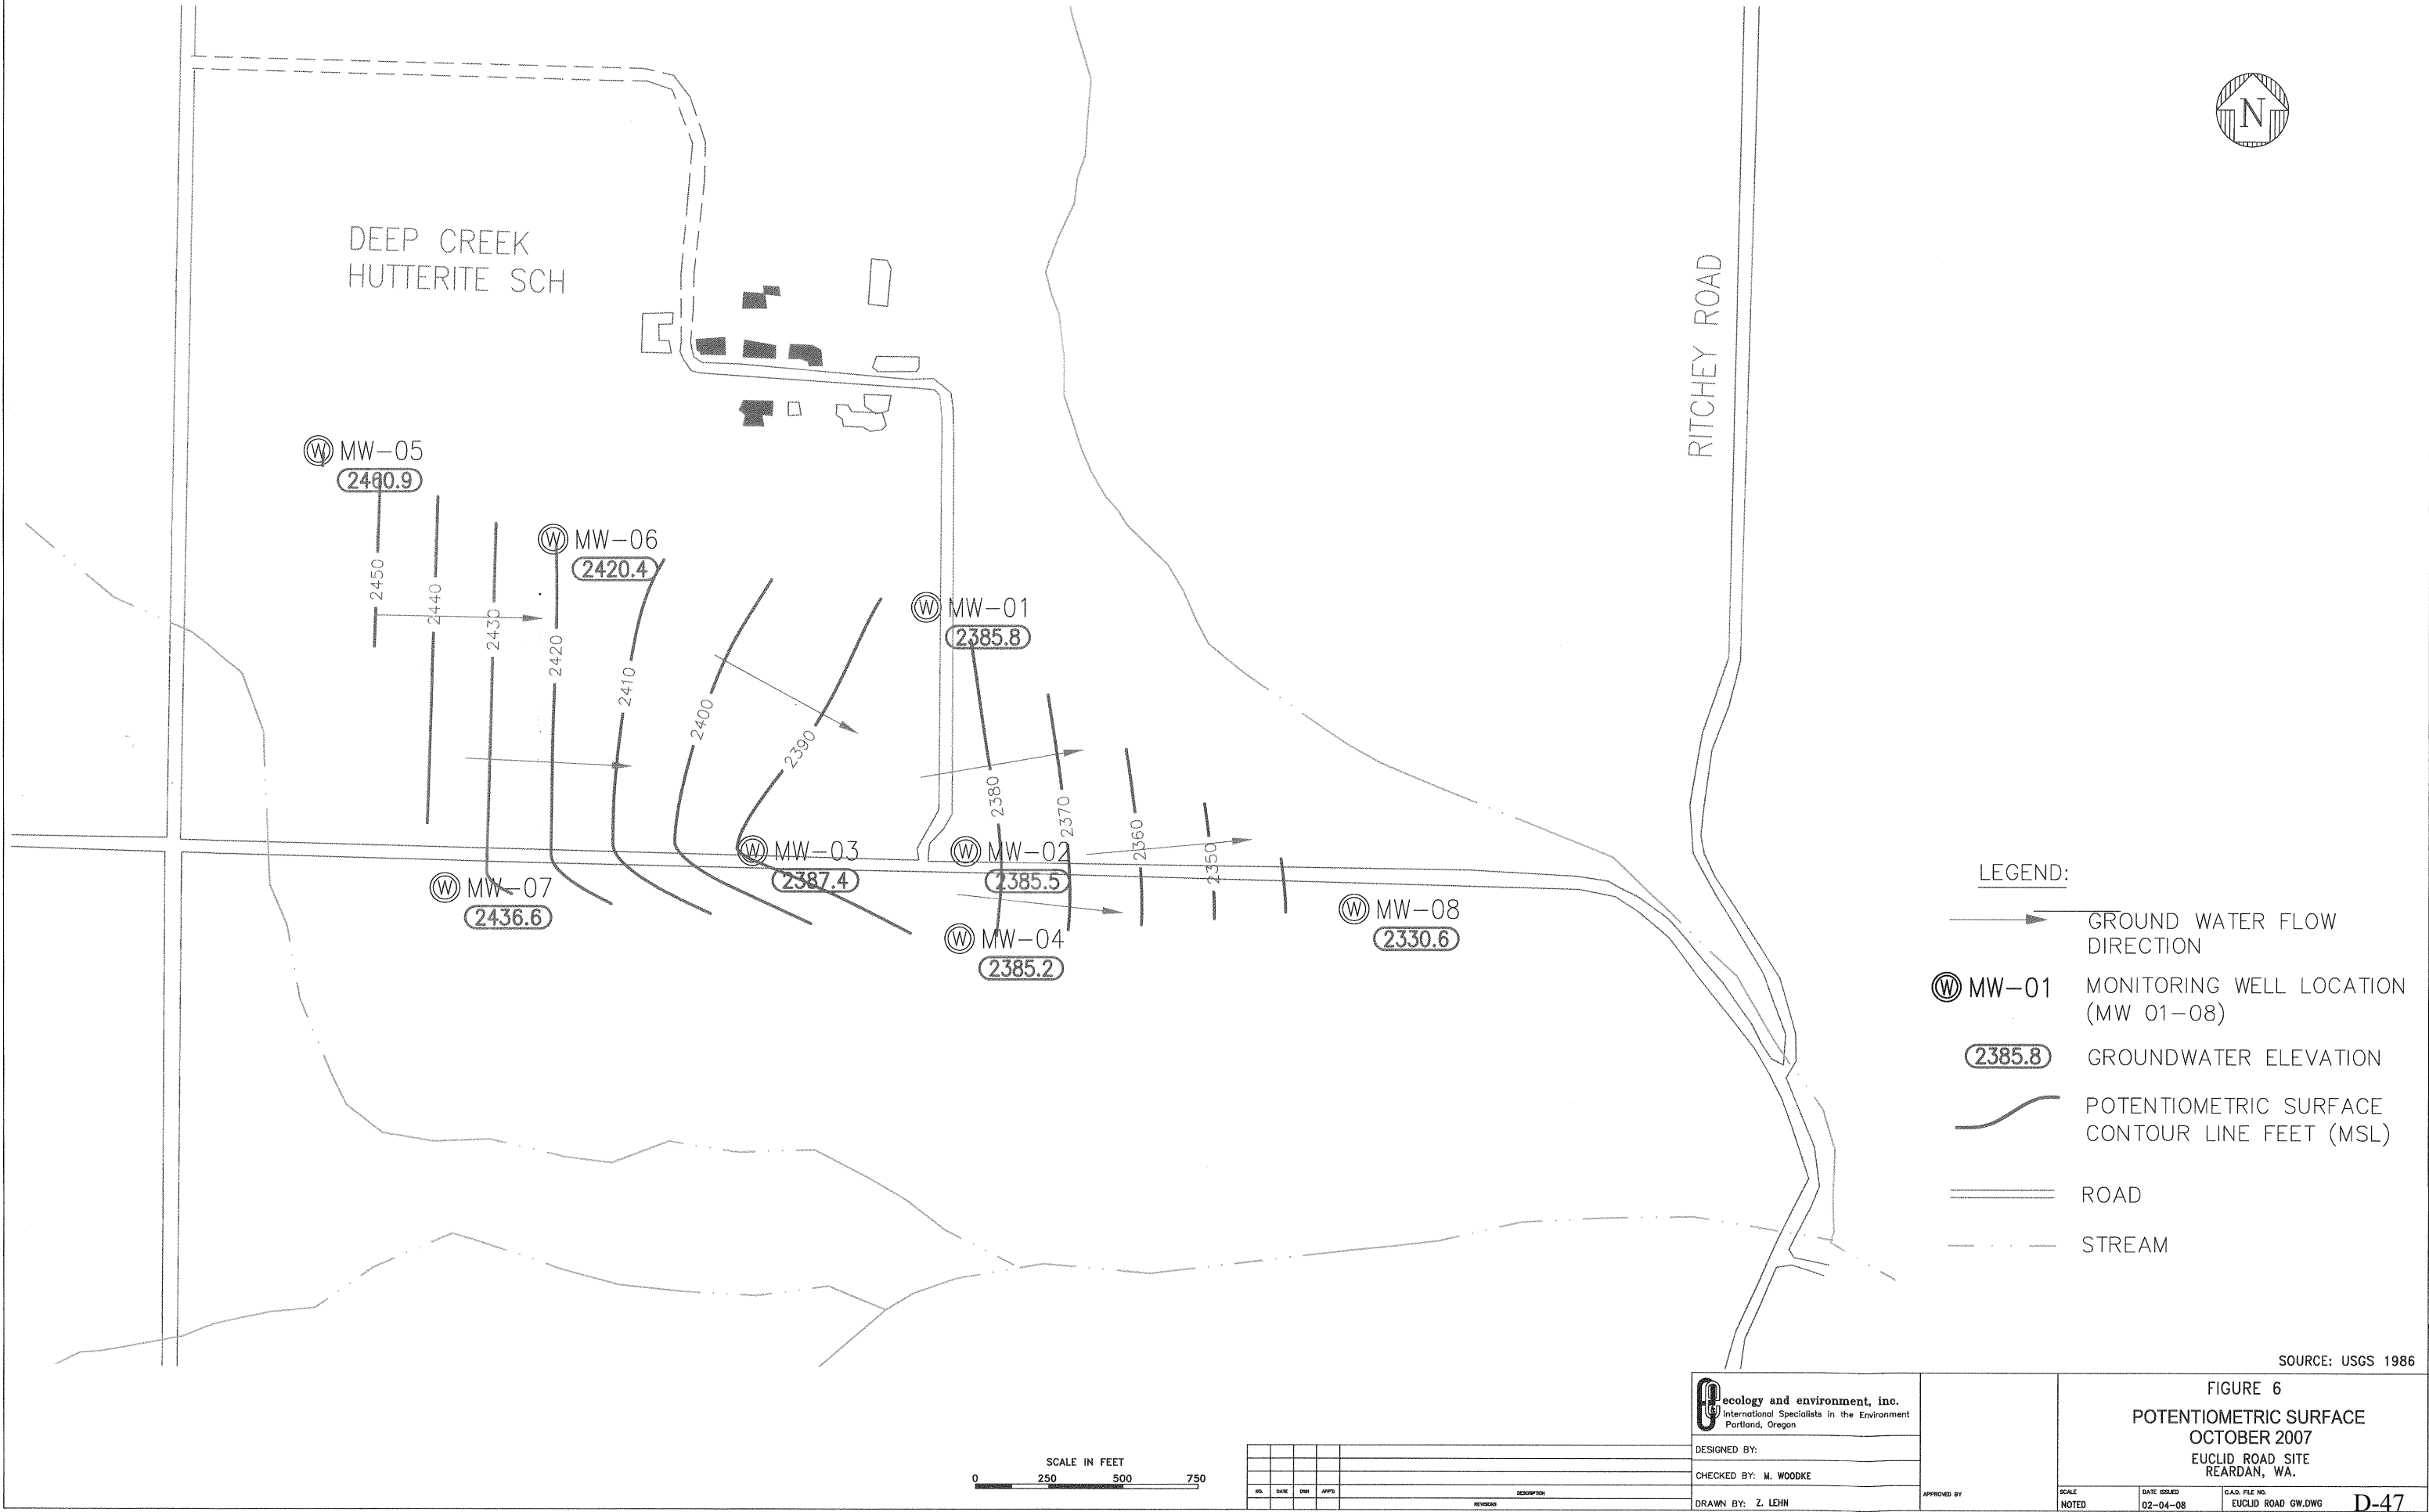 N
DEEP CREEK
HUTTERITE SCH
RITCHEY ROAD
W MW-05
2460.9
W MW-06
2420.4
W MW-01
2385.8
2450
2440
2430
2420
2410
2400
2390
2380
2370
2360
2350
W MW-03
2387.4
W MW-02
2385.5
W MW-07
2436.6
W MW-04
2385.2
W MW-08
2330.6
LEGEND:
GROUND WATER FLOW
DIRECTION
W MW-01 MONITORING WELL LOCATION
(MW 01-08)
2385.8 GROUNDWATER ELEVATION
POTENTIOMETRIC SURFACE
CONTOUR LINE FEET (MSL)
ROAD
STREAM
SOURCE: USGS 1986
SCALE IN FEET
0 250 500 750
NO. DATE DWN APP'D DESCRIPTION
REVISIONS
ecology and environment, inc.
International Specialists in the Environment
Portland, Oregon
DESIGNED BY:
CHECKED BY: M. WOODKE
DRAWN BY: Z. LEHN
APPROVED BY
FIGURE 6
POTENTIOMETRIC SURFACE
OCTOBER 2007
EUCLID ROAD SITE
REARDAN, WA.
SCALE
NOTED
DATE ISSUED
02-04-08
C.A.D. FILE NO.
EUCLID ROAD GW.DWG
D-47